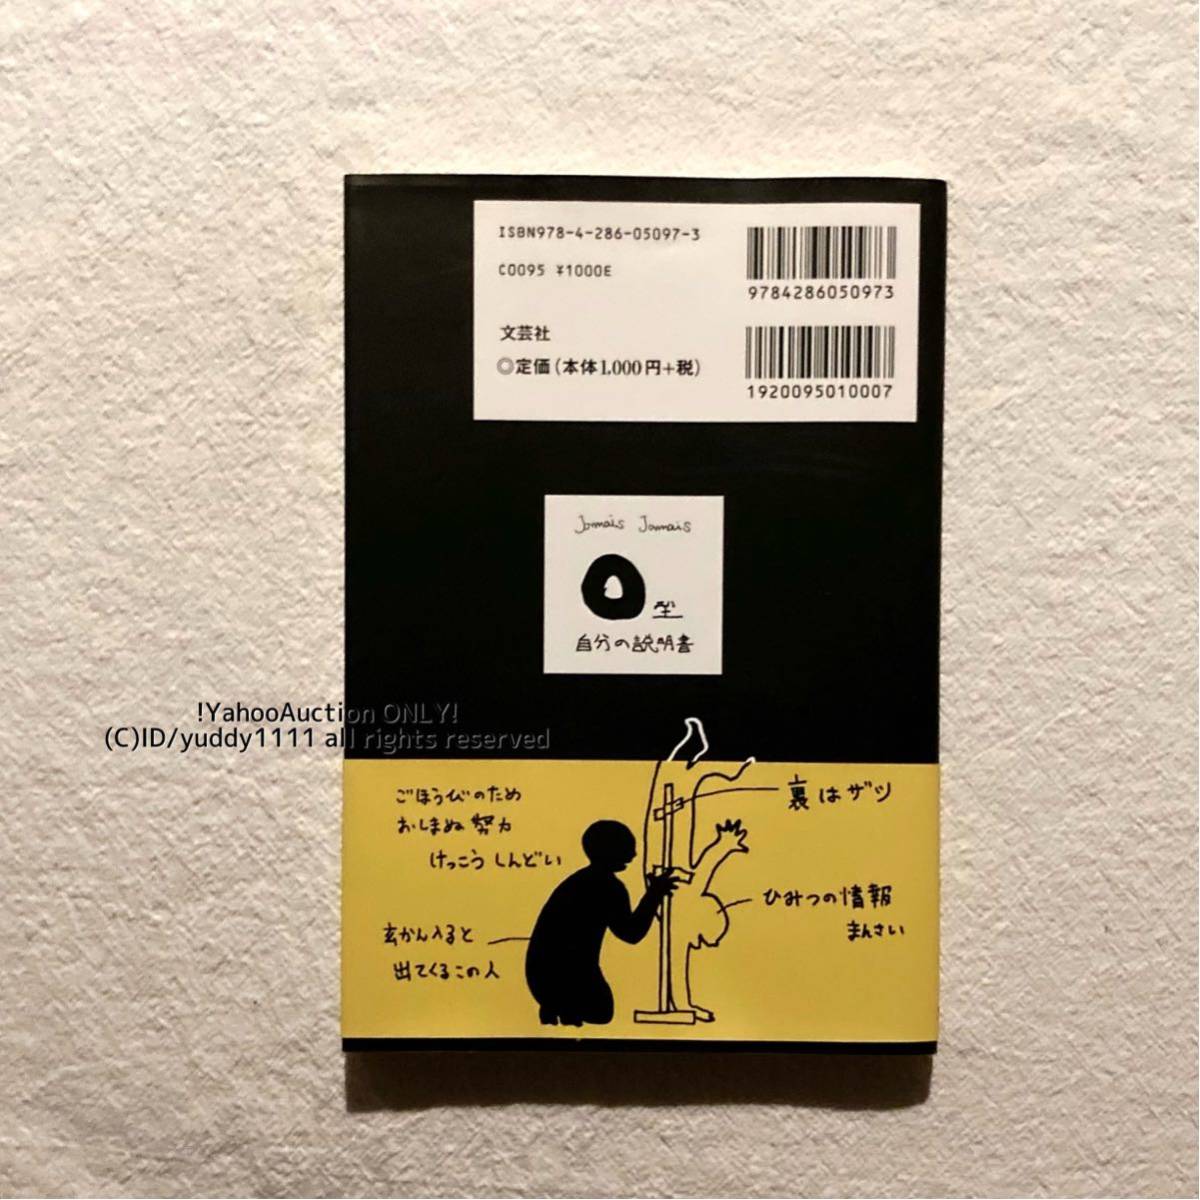 ISBN978-4-286-05097-3
C0095 ¥1000E
9784286050973
文芸社
◎定価(本体1,000円+税)
1920095010007
Jamais Jamais
O型
自分の説明書
!YahooAuction ONLY!
(C)ID/yuddy1111 all rights reserved
ごほうびのため
おしまぬ努力
けっこうしんどい
裏はザツ
ひみつの情報
まんさい
玄かん入ると
出てくるこの人